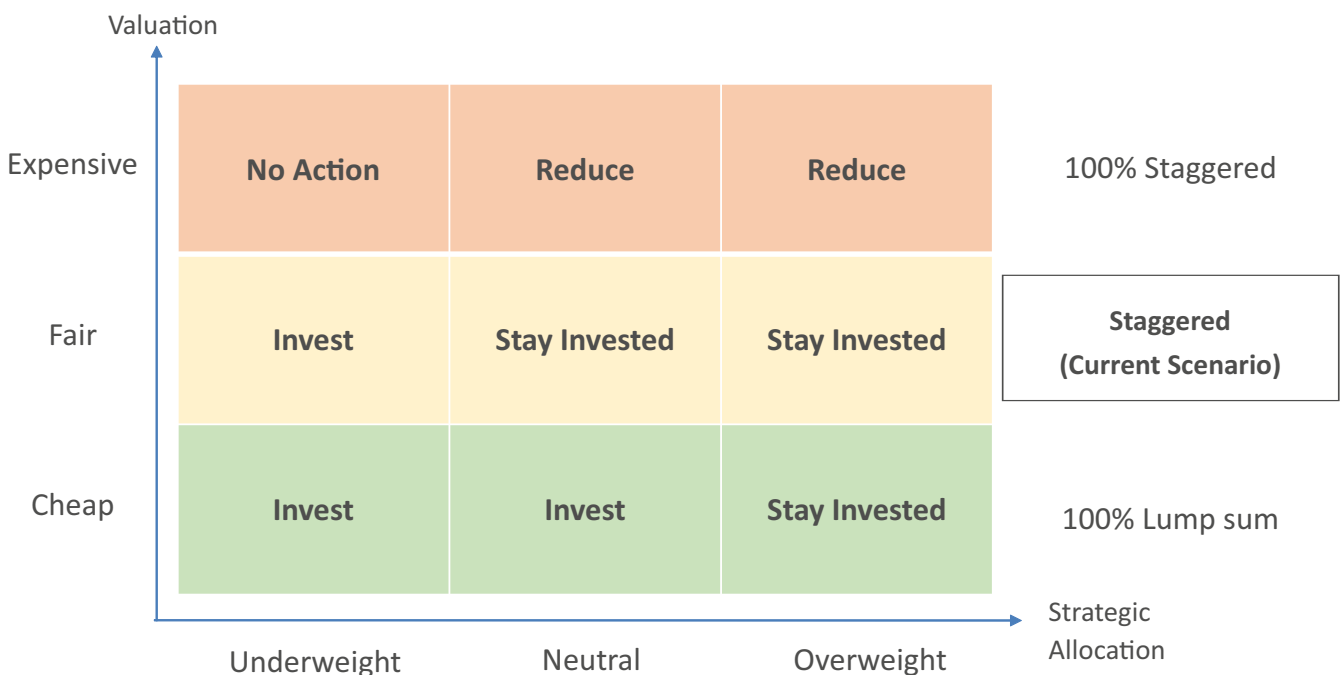 Valuation
Expensive
No Action
Reduce
Reduce
100% Staggered
Fair
Invest
Stay Invested
Stay Invested
Staggered
(Current Scenario)
Cheap
Invest
Invest
Stay Invested
100% Lump sum
Strategic
Allocation
Underweight
Neutral
Overweight